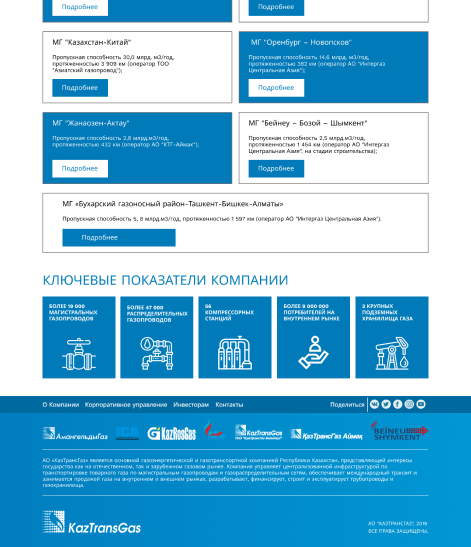 Подробнее
Подробнее
МГ "Казахстан-Китай"
Пропускная способность 30,0 млрд. м3/год,
протяженностью 3 909 км (оператор ТОО
"Азиатский газопровод");
Подробнее
МГ "Оренбург – Новопсков"
Пропускная способность 14,6 млрд. м3/год,
протяженностью 382 км (оператор АО "Интергаз
Центральная Азия");
Подробнее
МГ "Жанаозен-Актау"
Пропускная способность 2,8 млрд.м3/год,
протяженностью 432 км (оператор АО "КТГ-Аймак");
Подробнее
МГ "Бейнеу – Бозой – Шымкент"
Пропускная способность 2,5 млрд.м3/год,
протяженностью 1 454 км (оператор АО "Интергаз
Центральная Азия", на стадии строительства);
Подробнее
МГ «Бухарский газоносный район-Ташкент-Бишкек-Алматы»
Пропускная способность 5, 8 млрд.м3/год, протяженностью 1 597 км (оператор АО "Интергаз Центральная Азия").
Подробнее
КЛЮЧЕВЫЕ ПОКАЗАТЕЛИ КОМПАНИИ
БОЛЕЕ 19 000
МАГИСТРАЛЬНЫХ
ГАЗОПРОВОДОВ
БОЛЕЕ 47 000
РАСПРЕДЕЛИТЕЛЬНЫХ
ГАЗОПРОВОДОВ
56
КОМПРЕССОРНЫХ
СТАНЦИЙ
БОЛЕЕ 9 000 000
ПОТРЕБИТЕЛЕЙ НА
ВНУТРЕННЕМ РЫНКЕ
3 КРУПНЫХ
ПОДЗЕМНЫХ
ХРАНИЛИЩА ГАЗА
О Компании Корпоративное управление Инвесторам Контакты
Поделиться
АмангельдыГаз
KazRosGas
KazTransGas
ҚазТрансГаз Аймақ
BEINEU
SHYMKENT
АО «КазТрансГаз» является основной газоэнергетической и газотранспортной компанией Республики Казахстан, представляющей интересы
государства как на отечественном, так и зарубежном газовом рынке. Компания управляет централизованной инфраструктурой по
транспортировке товарного газа по магистральным газопроводам и газораспределительным сетям, обеспечивает международный транзит и
занимается продажей газа на внутреннем и внешнем рынках, разрабатывает, финансирует, строит и эксплуатирует трубопроводы и
газохранилища.
KazTransGas
АО "КАЗТРАНСГАЗ", 2019
ВСЕ ПРАВА ЗАЩИЩЕНЫ.